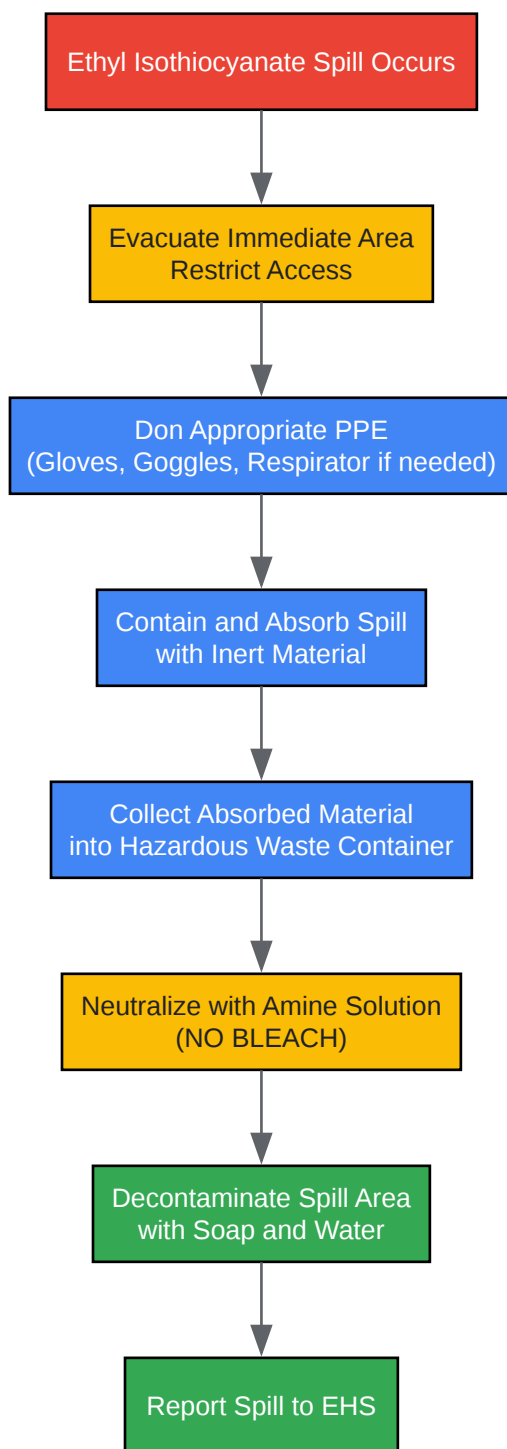 Ethyl Isothiocyanate Spill Occurs
Evacuate Immediate Area
Restrict Access
Don Appropriate PPE
(Gloves, Goggles, Respirator if needed)
Contain and Absorb Spill
with Inert Material
Collect Absorbed Material
into Hazardous Waste Container
Neutralize with Amine Solution
(NO BLEACH)
Decontaminate Spill Area
with Soap and Water
Report Spill to EHS